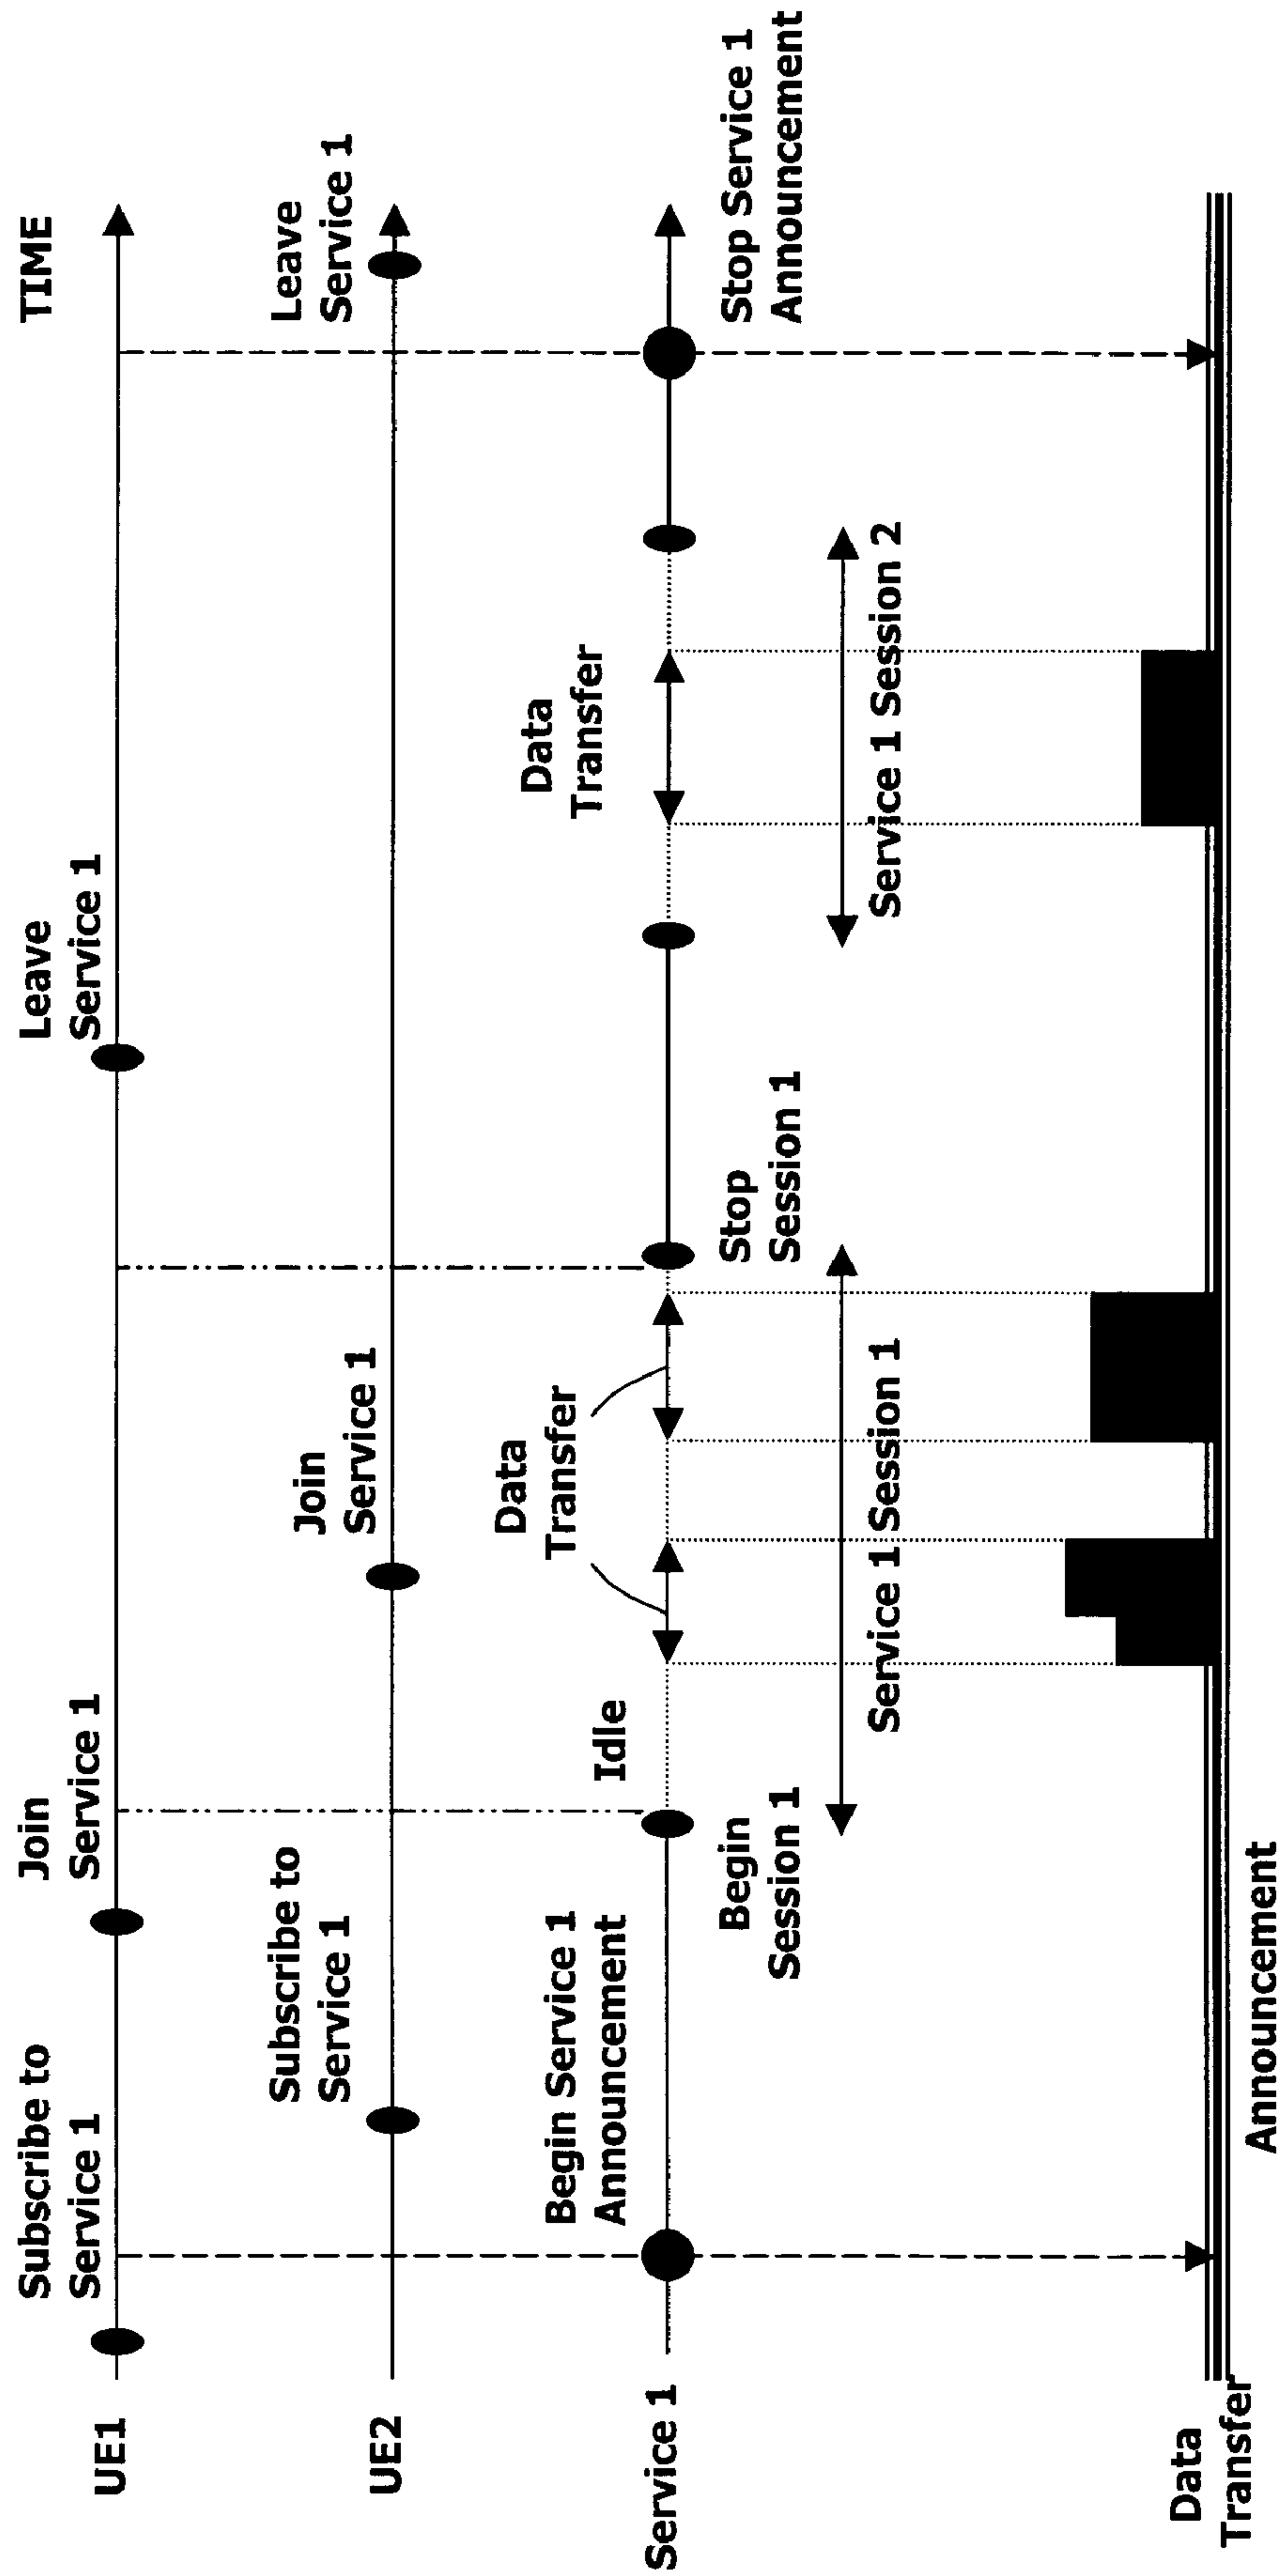 TIME
Subscribe to
Service 1
Join
Service 1
Leave
Service 1
UE1
Subscribe to
Service 1
Join
Service 1
Leave
Service 1
UE2
Begin Service 1
Announcement
Idle
Data
Transfer
Data
Transfer
Service 1
Begin
Session 1
Stop
Session 1
Stop Service 1
Announcement
Service 1 Session 1
Service 1 Session 2
Data
Transfer
Announcement